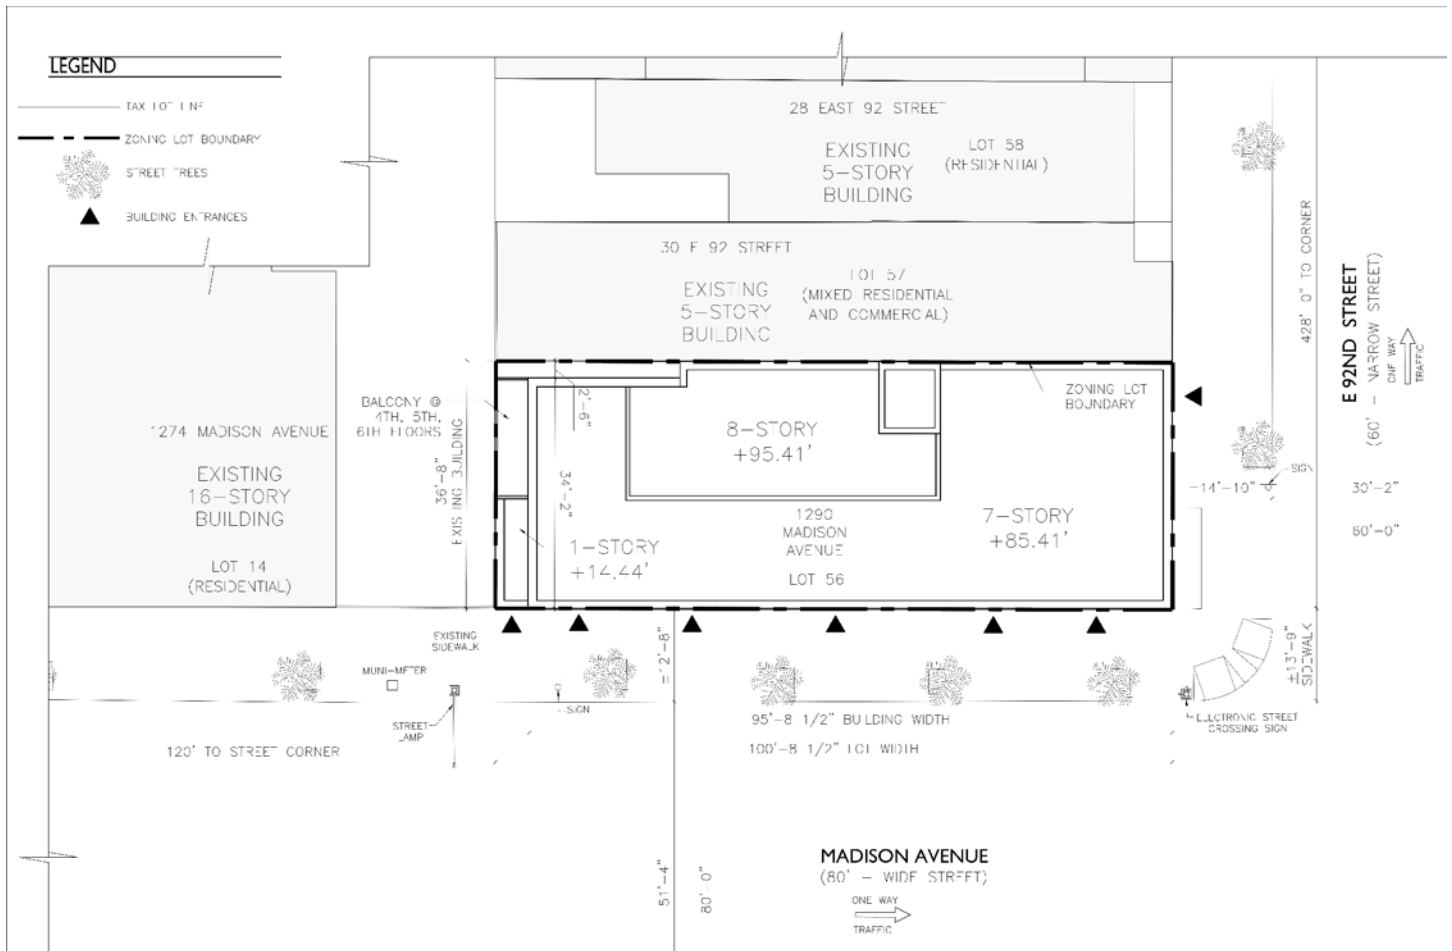 LEGEND
TAX LOT LINE
ZONING LOT BOUNDARY
STREET TREES
BUILDING ENTRANCES
28 EAST 92 STREET
EXISTING
5-STORY
BUILDING
LOT 58
(RESIDENTIAL)
30 E 92 STREET
EXISTING
5-STORY
BUILDING
LOT 57
(MIXED RESIDENTIAL
AND COMMERCIAL)
1274 MADISON AVENUE
EXISTING
16-STORY
BUILDING
LOT 14
(RESIDENTIAL)
BALCONY @
4TH, 5TH,
6TH FLOORS
36'-8"
EXISTING BUILDING
2'-6"
34'-2"
8-STORY
+95.41'
ZONING LOT
BOUNDARY
1290
MADISON
AVENUE
LOT 56
7-STORY
+85.41'
1-STORY
+14.44'
428' 0" TO CORNER
E 92ND STREET
(60' - NARROW STREET)
ONE WAY
TRAFFIC
SIGN
14'-10"
30'-2"
60'-0"
EXISTING
SIDEWALK
MUNI-METER
STREET
LAMP
SIGN
±12'-8"
±13'-9"
SIDEWALK
ELECTRONIC STREET
CROSSING SIGN
95'-8 1/2" BUILDING WIDTH
100'-8 1/2" LOT WIDTH
120' TO STREET CORNER
51'-4"
80'-0"
MADISON AVENUE
(80' - WIDE STREET)
ONE WAY
TRAFFIC